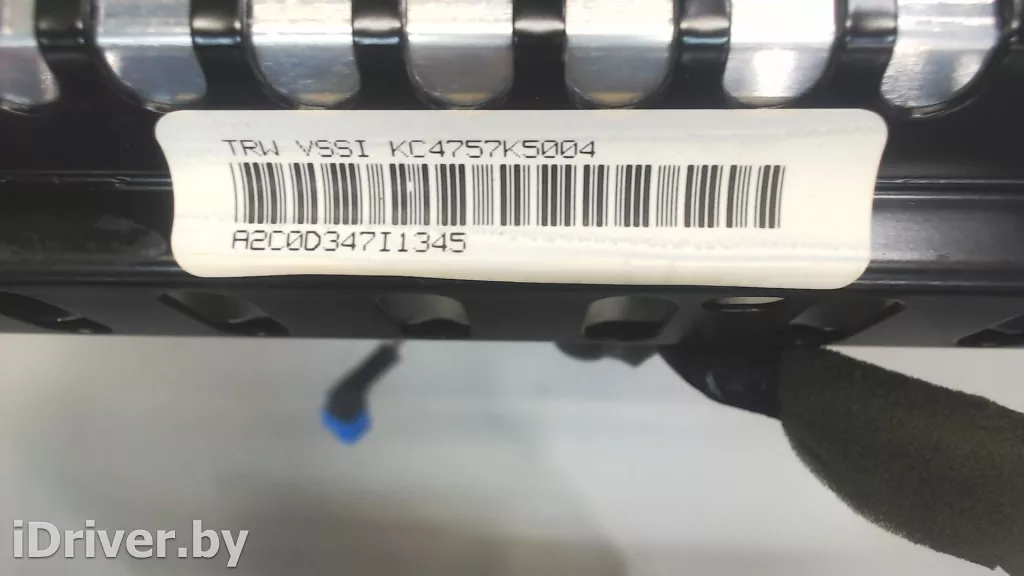 TRW VSSI KC4757K5004
A2C0D347I1345
iDriver.by